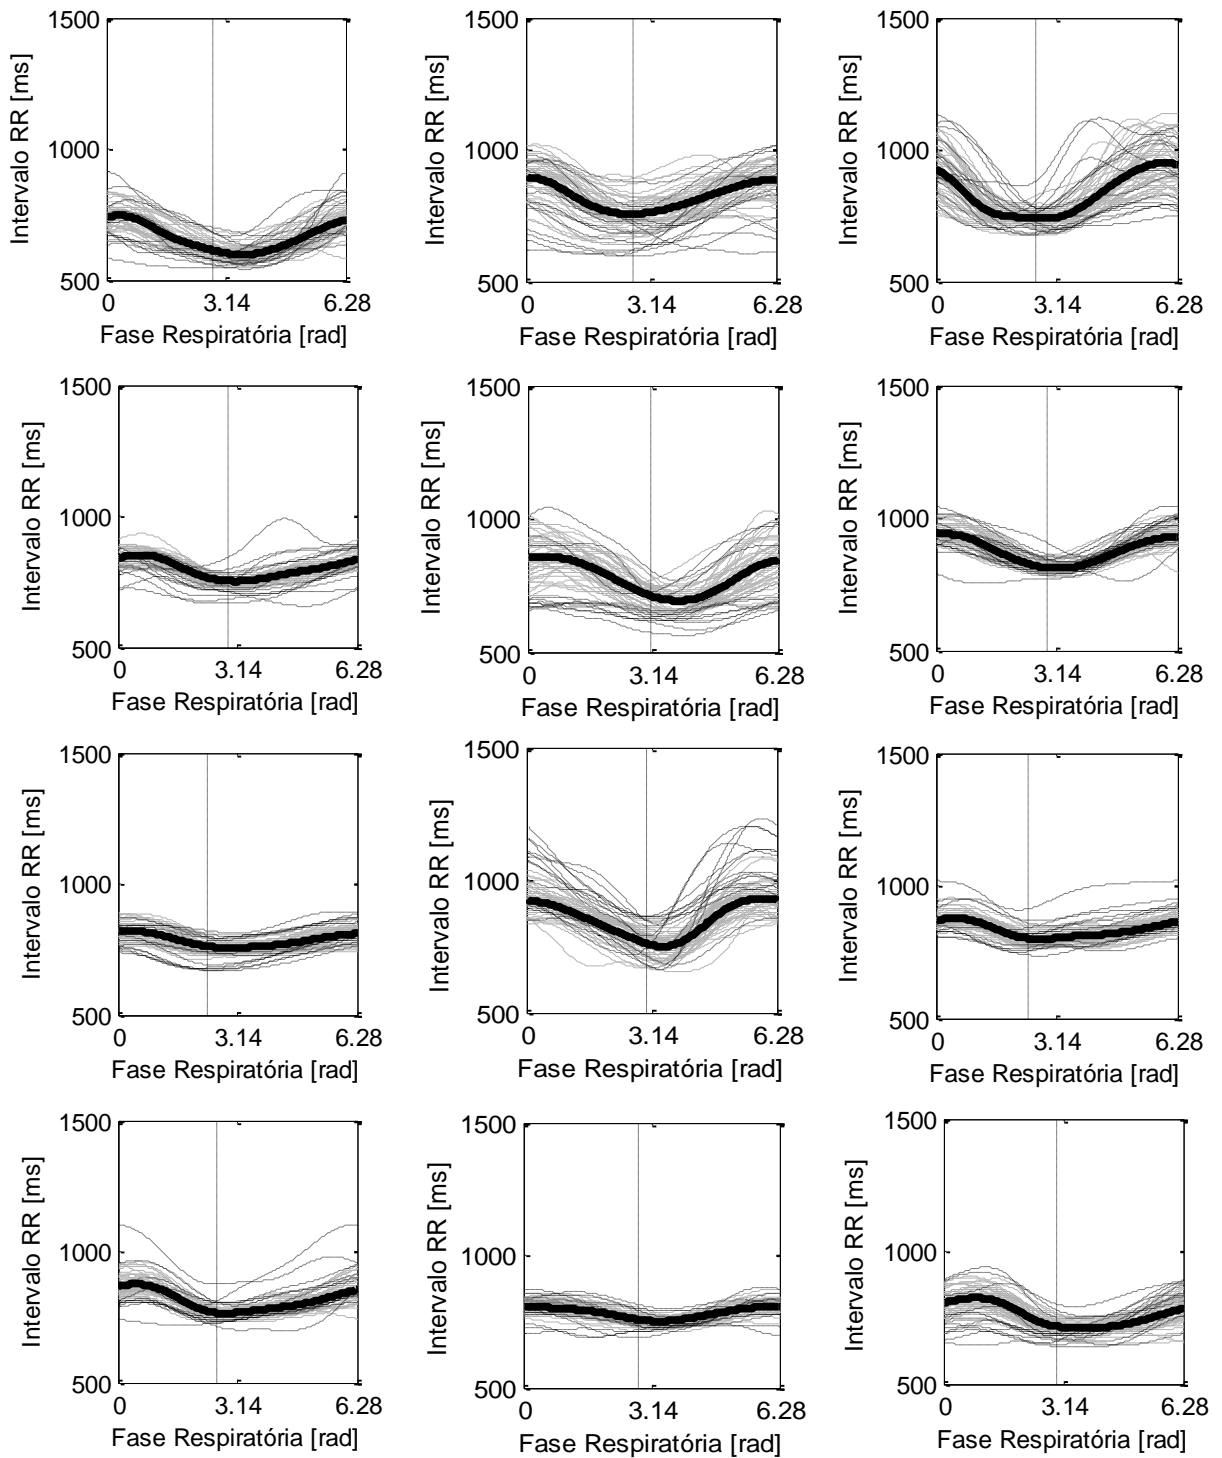 1500
1000
500
Intervalo RR [ms]
0 3.14 6.28
Fase Respiratória [rad]
1500
1000
500
Intervalo RR [ms]
0 3.14 6.28
Fase Respiratória [rad]
1500
1000
500
Intervalo RR [ms]
0 3.14 6.28
Fase Respiratória [rad]
1500
1000
500
Intervalo RR [ms]
0 3.14 6.28
Fase Respiratória [rad]
1500
1000
500
Intervalo RR [ms]
0 3.14 6.28
Fase Respiratória [rad]
1500
1000
500
Intervalo RR [ms]
0 3.14 6.28
Fase Respiratória [rad]
1500
1000
500
Intervalo RR [ms]
0 3.14 6.28
Fase Respiratória [rad]
1500
1000
500
Intervalo RR [ms]
0 3.14 6.28
Fase Respiratória [rad]
1500
1000
500
Intervalo RR [ms]
0 3.14 6.28
Fase Respiratória [rad]
1500
1000
500
Intervalo RR [ms]
0 3.14 6.28
Fase Respiratória [rad]
1500
1000
500
Intervalo RR [ms]
0 3.14 6.28
Fase Respiratória [rad]
1500
1000
500
Intervalo RR [ms]
0 3.14 6.28
Fase Respiratória [rad]